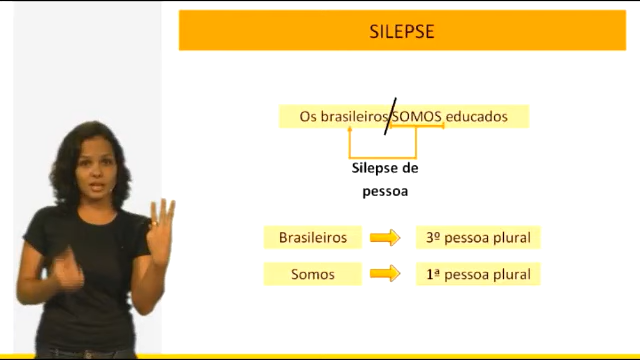 SILEPSE
Os brasileiros/SOMOS educados
Silepse de
pessoa
Brasileiros
3º pessoa plural
Somos
1ª pessoa plural